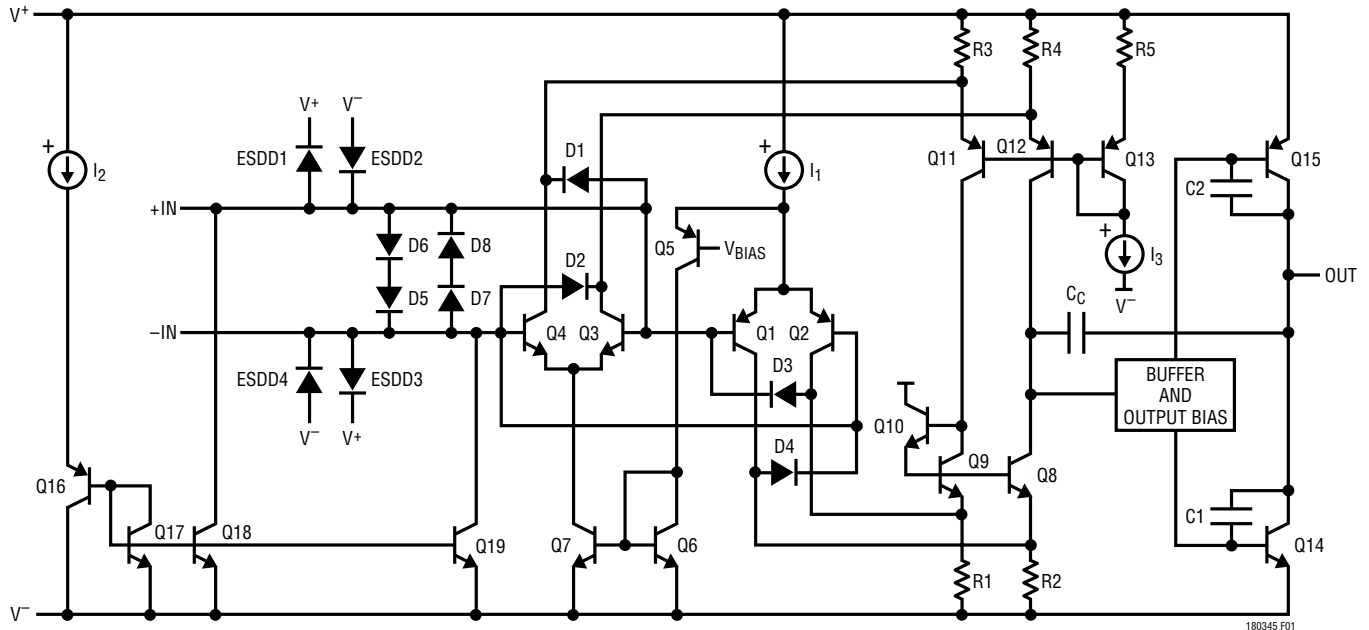 V+
R3
R4
R5
V+
V−
+
I2
ESDD1
ESDD2
D1
+
I1
Q11
Q12
Q13
Q15
C2
+IN
D6
D8
Q5
VBIAS
+
I3
V−
OUT
D2
D5
D7
CC
−IN
Q4
Q3
Q1
Q2
ESDD4
ESDD3
D3
BUFFER
AND
OUTPUT BIAS
V−
V+
Q10
D4
Q9
Q8
Q16
C1
Q17
Q18
Q19
Q7
Q6
Q14
R1
R2
V−
180345 F01